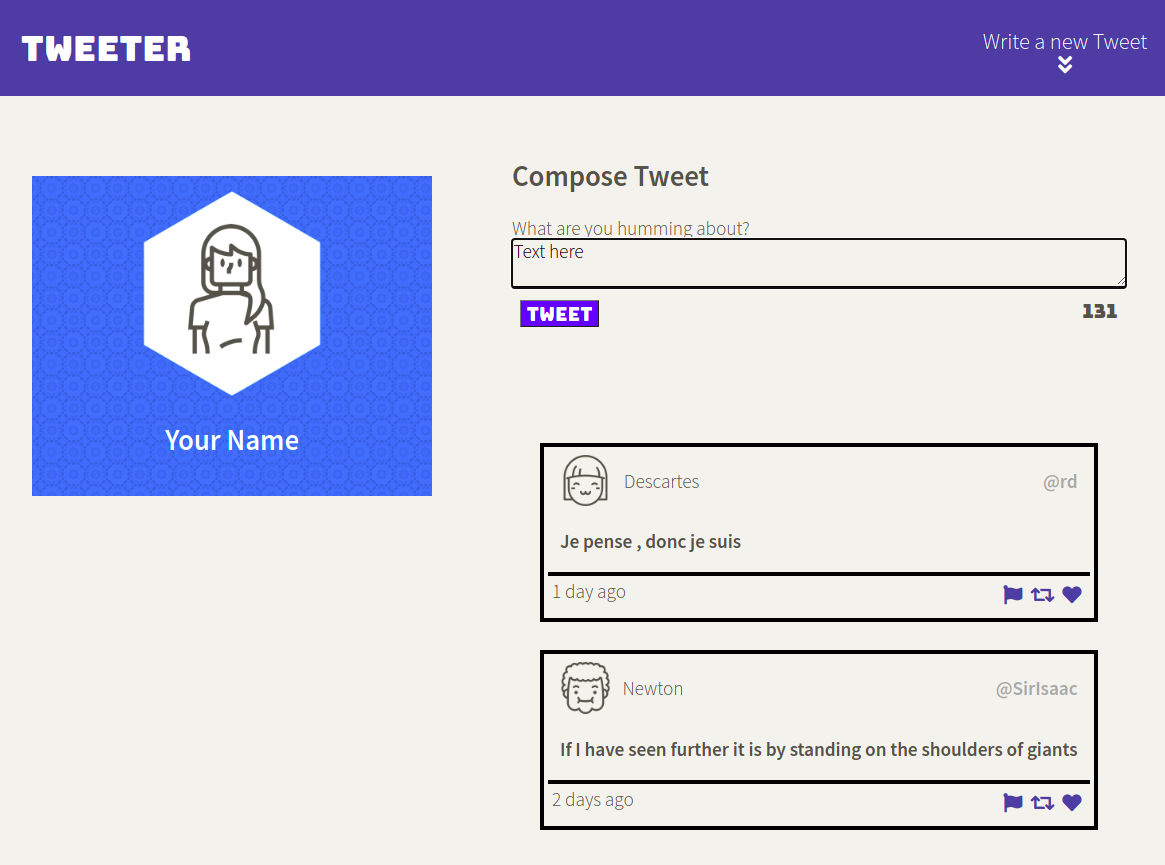 TWEETER
Write a new Tweet
Your Name
Compose Tweet
What are you humming about?
Text here
TWEET
131
Descartes
@rd
Je pense , donc je suis
1 day ago
Newton
@SirIsaac
If I have seen further it is by standing on the shoulders of giants
2 days ago